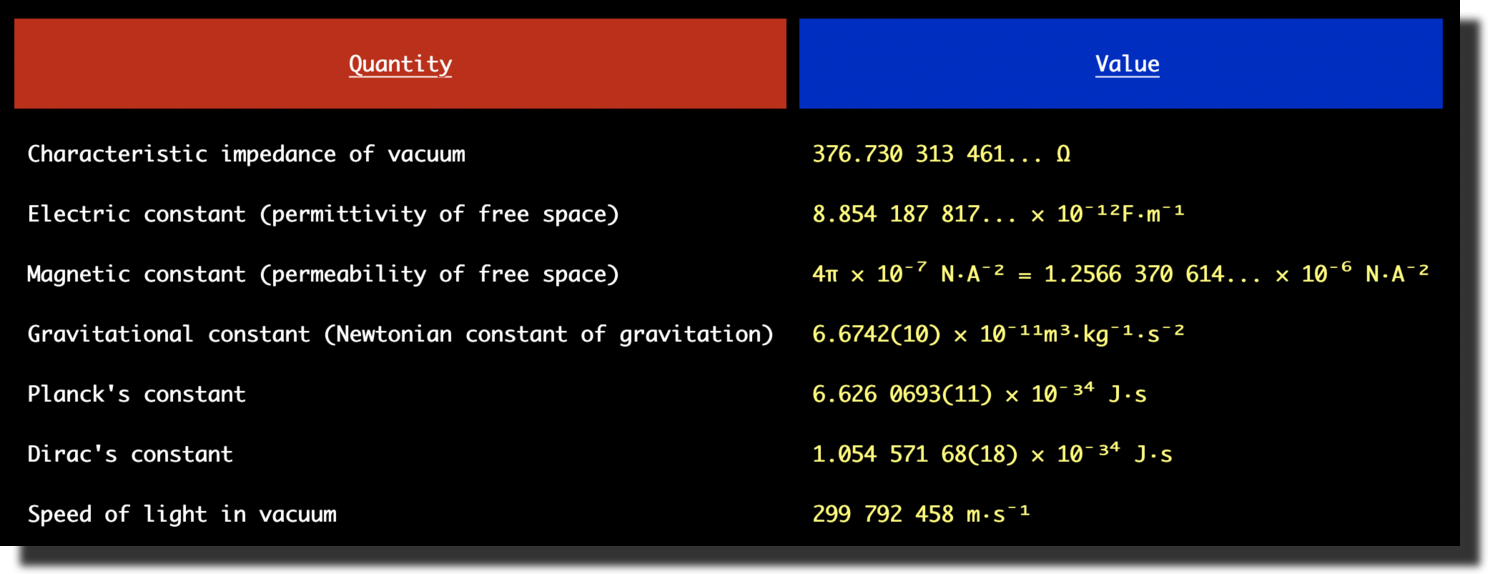 Quantity Value
Characteristic impedance of vacuum 376.730 313 461... Ω
Electric constant (permittivity of free space) 8.854 187 817... × 10⁻¹²F·m⁻¹
Magnetic constant (permeability of free space) 4π × 10⁻⁷ N·A⁻² = 1.2566 370 614... × 10⁻⁶ N·A⁻²
Gravitational constant (Newtonian constant of gravitation) 6.6742(10) × 10⁻¹¹m³·kg⁻¹·s⁻²
Planck's constant 6.626 0693(11) × 10⁻³⁴ J·s
Dirac's constant 1.054 571 68(18) × 10⁻³⁴ J·s
Speed of light in vacuum 299 792 458 m·s⁻¹